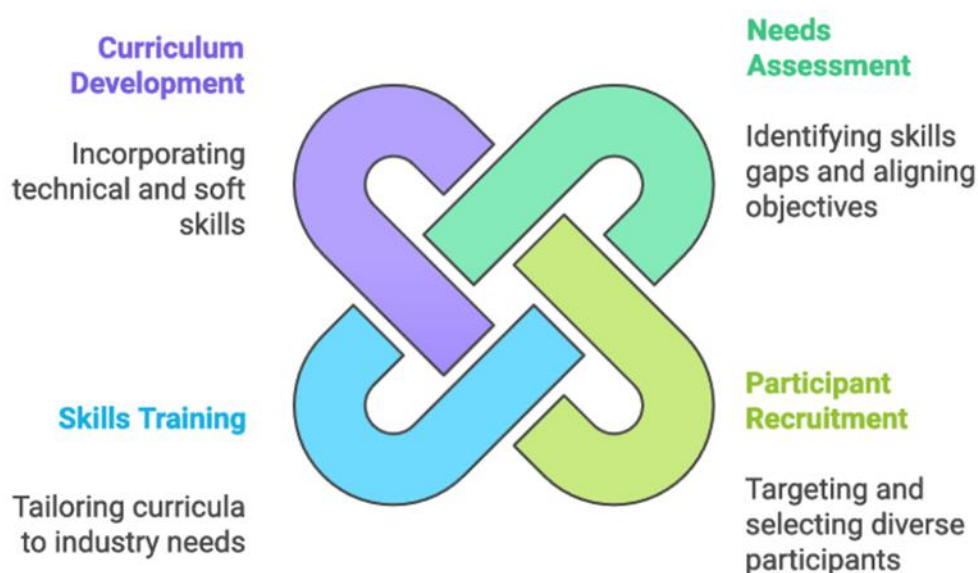 Curriculum
Development
Incorporating
technical and soft
skills
Needs
Assessment
Identifying skills
gaps and aligning
objectives
Skills Training
Tailoring curricula
to industry needs
Participant
Recruitment
Targeting and
selecting diverse
participants